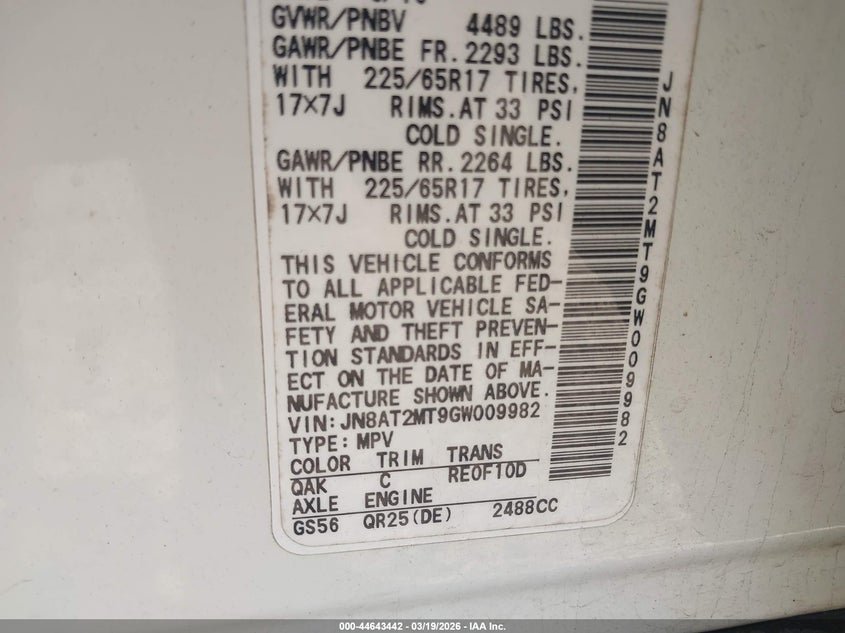 GVWR/PNBV 4489 LBS.
GAWR/PNBE FR. 2293 LBS.
WITH 225/65R17 TIRES,
17×7J RIMS. AT 33 PSI
COLD SINGLE.
GAWR/PNBE RR. 2264 LBS.
WITH 225/65R17 TIRES,
17×7J RIMS. AT 33 PSI
COLD SINGLE.
THIS VEHICLE CONFORMS
TO ALL APPLICABLE FED-
ERAL MOTOR VEHICLE SA-
FETY AND THEFT PREVEN-
TION STANDARDS IN EFF-
ECT ON THE DATE OF MA-
NUFACTURE SHOWN ABOVE.
VIN:JN8AT2MT9GW009982
TYPE:MPV
COLOR TRIM TRANS
QAK C RE0F10D
AXLE ENGINE
GS56 QR25(DE) 2488CC
JN8AT2MT9GW009982
000-44643442 — 03/19/2026 — IAA Inc.